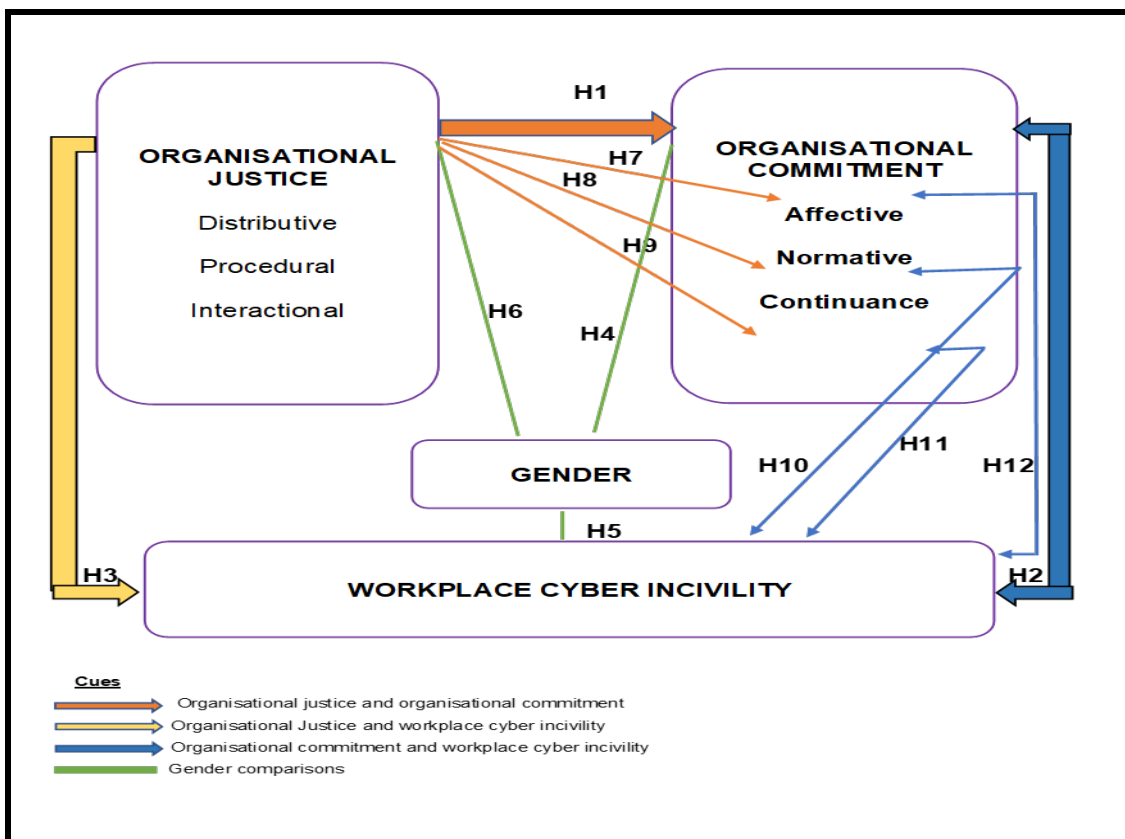 H1
ORGANISATIONAL
JUSTICE
Distributive
Procedural
Interactional
ORGANISATIONAL
COMMITMENT
Affective
Normative
Continuance
H7
H8
H9
H6
H4
GENDER
H10
H11
H12
H5
H3
H2
WORKPLACE CYBER INCIVILITY
Cues
Organisational justice and organisational commitment
Organisational Justice and workplace cyber incivility
Organisational commitment and workplace cyber incivility
Gender comparisons